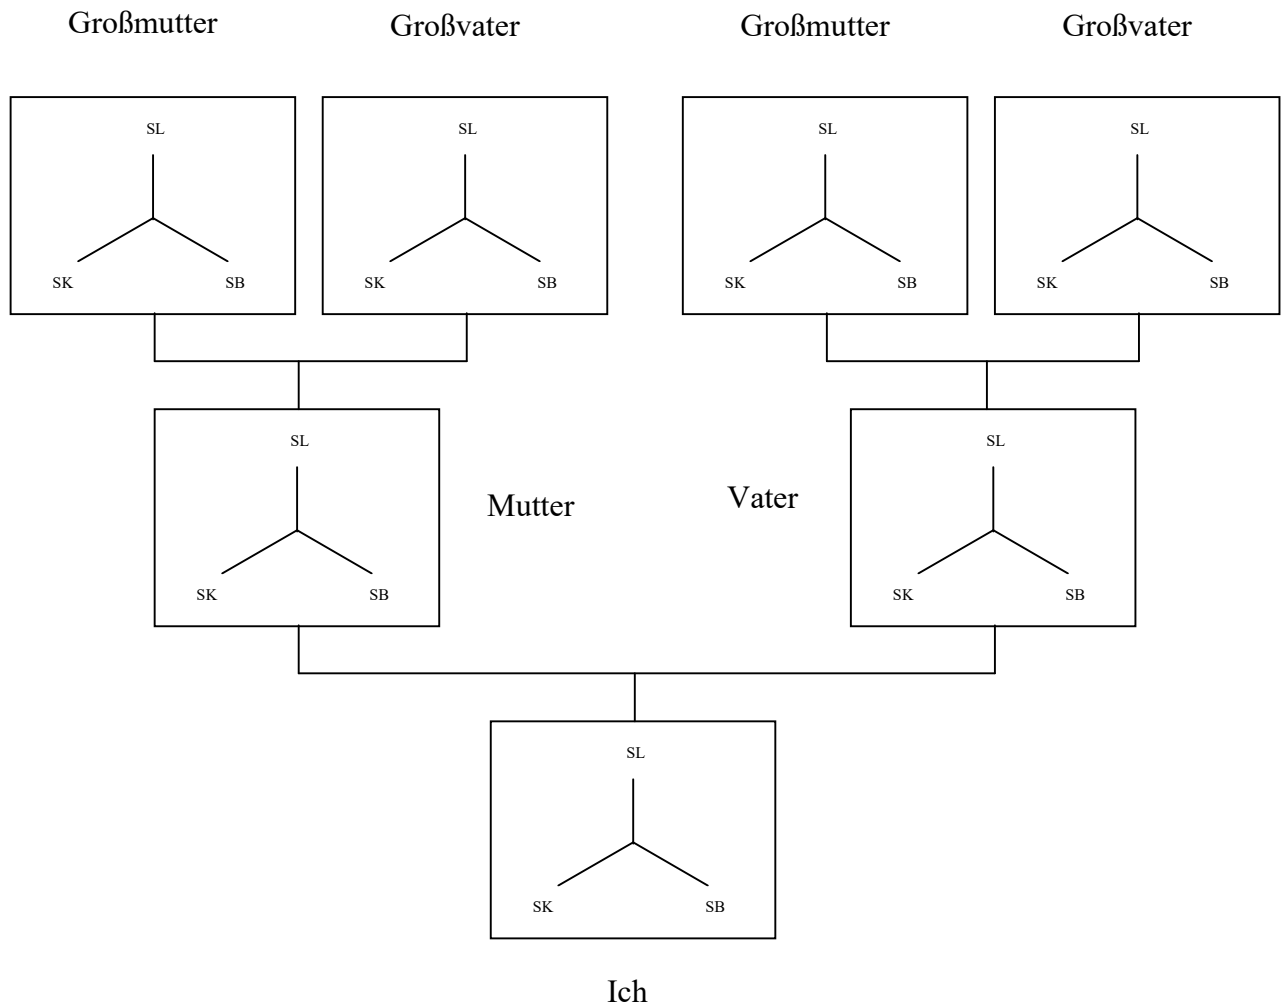 Großmutter Großvater Großmutter Großvater
SL SL SL SL
SK SB SK SB SK SB SK SB
SL SL
Mutter Vater
SK SB SK SB
SL
SK SB
Ich